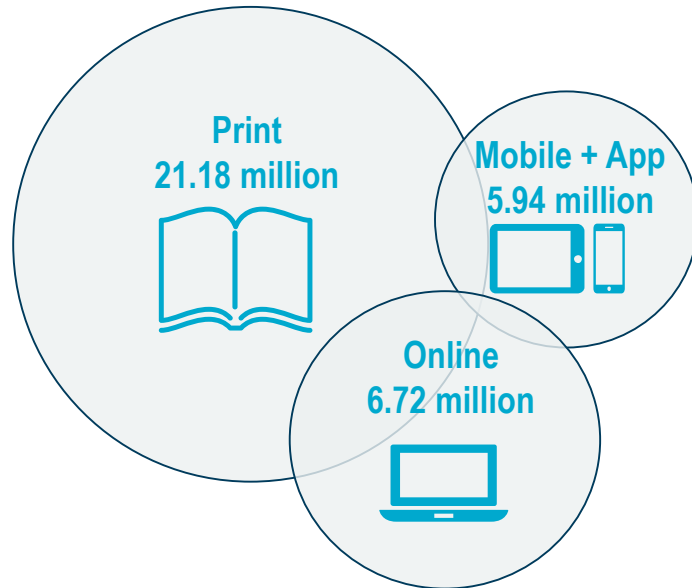 Print
21.18 million
Mobile + App
5.94 million
Online
6.72 million